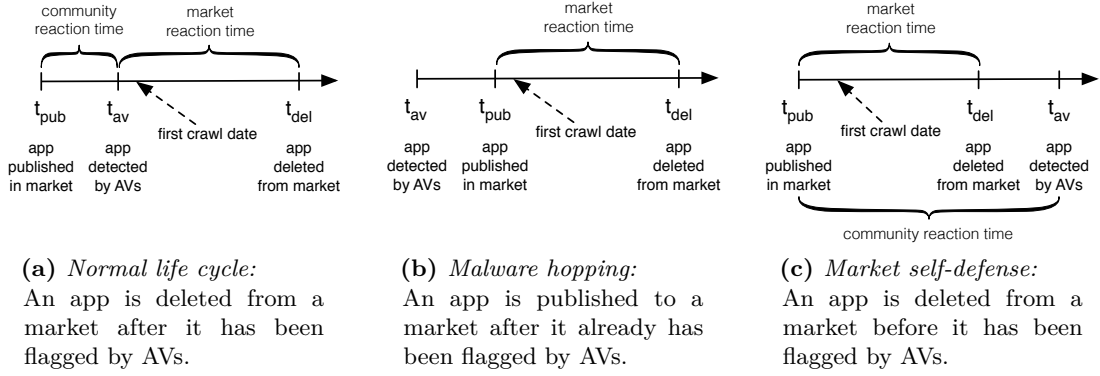 community
reaction time
market
reaction time
t_pub
t_av
t_del
first crawl date
app
published
in market
app
detected
by AVs
app
deleted
from market
(a) Normal life cycle:
An app is deleted from a
market after it has been
flagged by AVs.
market
reaction time
t_av
t_pub
t_del
first crawl date
app
detected
by AVs
app
published
in market
app
deleted
from market
(b) Malware hopping:
An app is published to a
market after it already has
been flagged by AVs.
market
reaction time
t_pub
t_del
t_av
first crawl date
app
published
in market
app
deleted
from market
app
detected
by AVs
community reaction time
(c) Market self-defense:
An app is deleted from a
market before it has been
flagged by AVs.